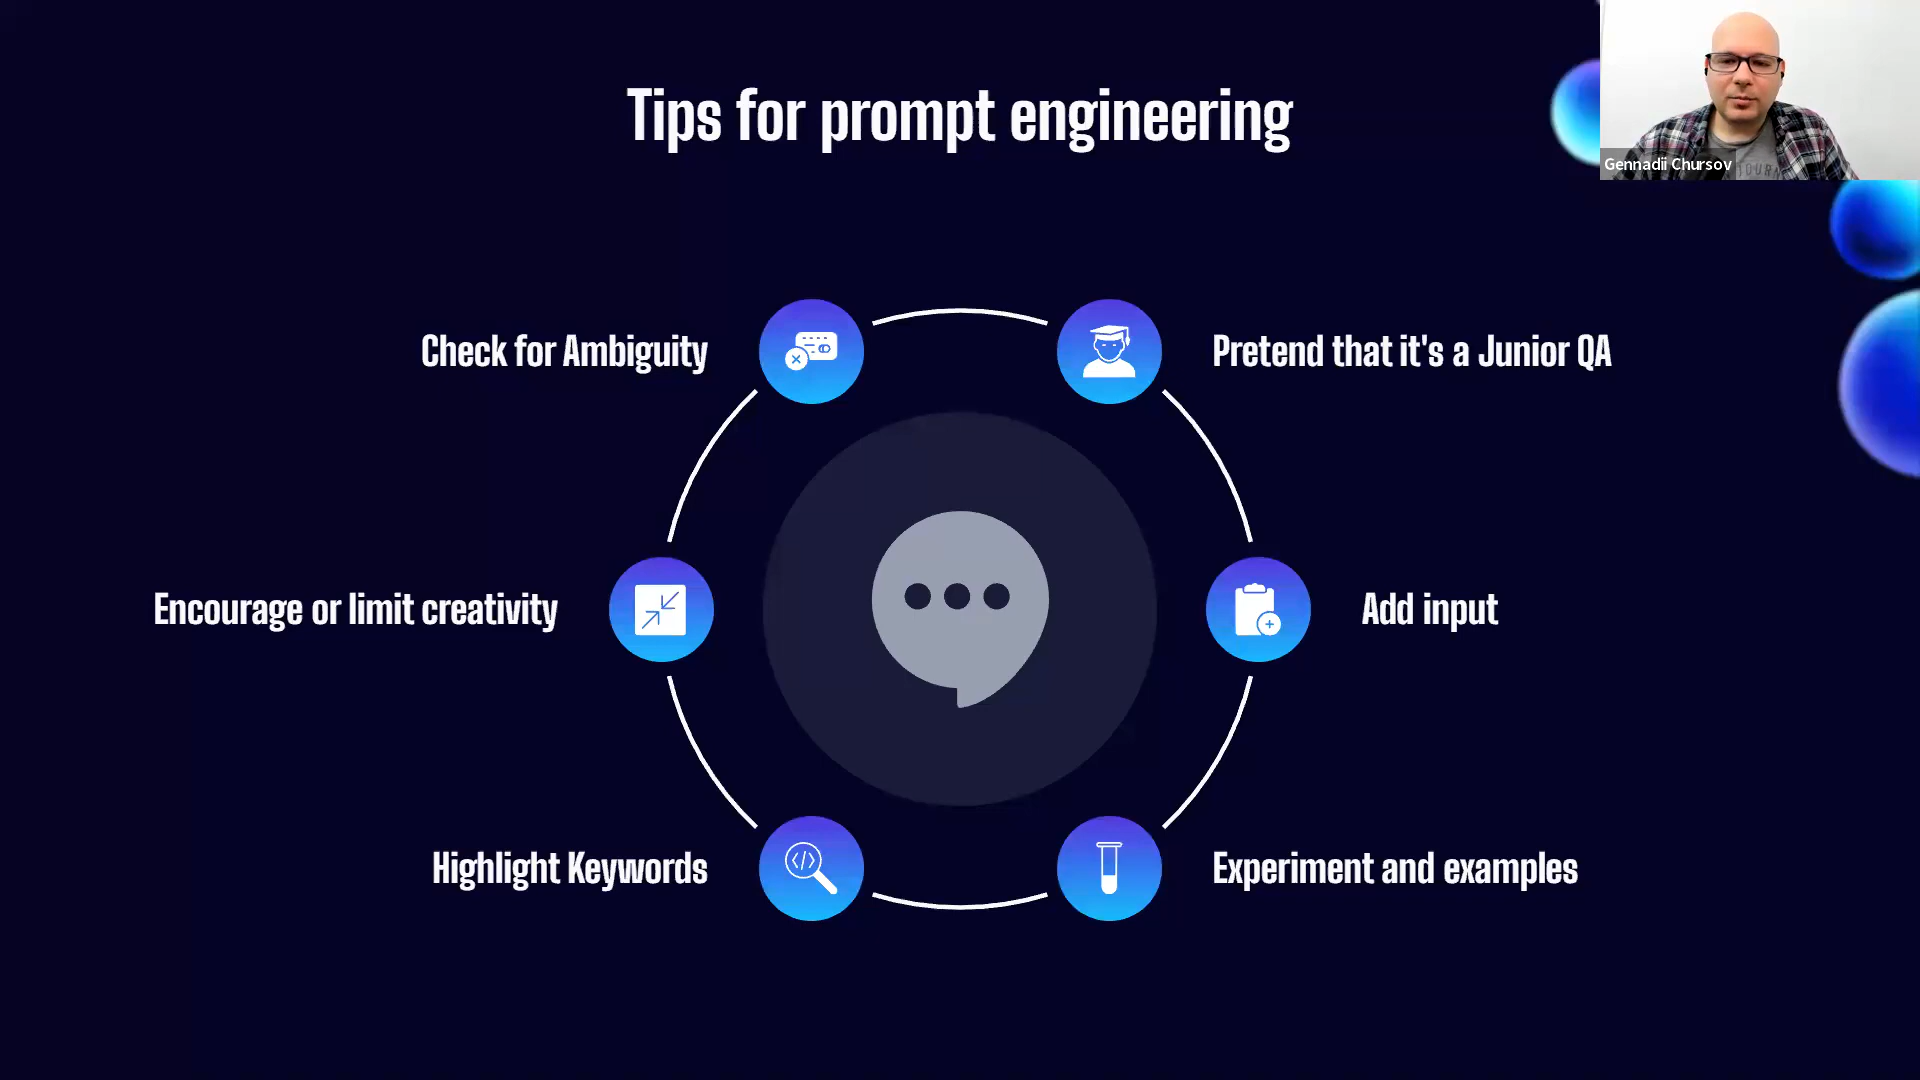 Tips for prompt engineering
Gennadii Chursov
Check for Ambiguity
Pretend that it's a Junior QA
Encourage or limit creativity
Add input
Highlight Keywords
Experiment and examples